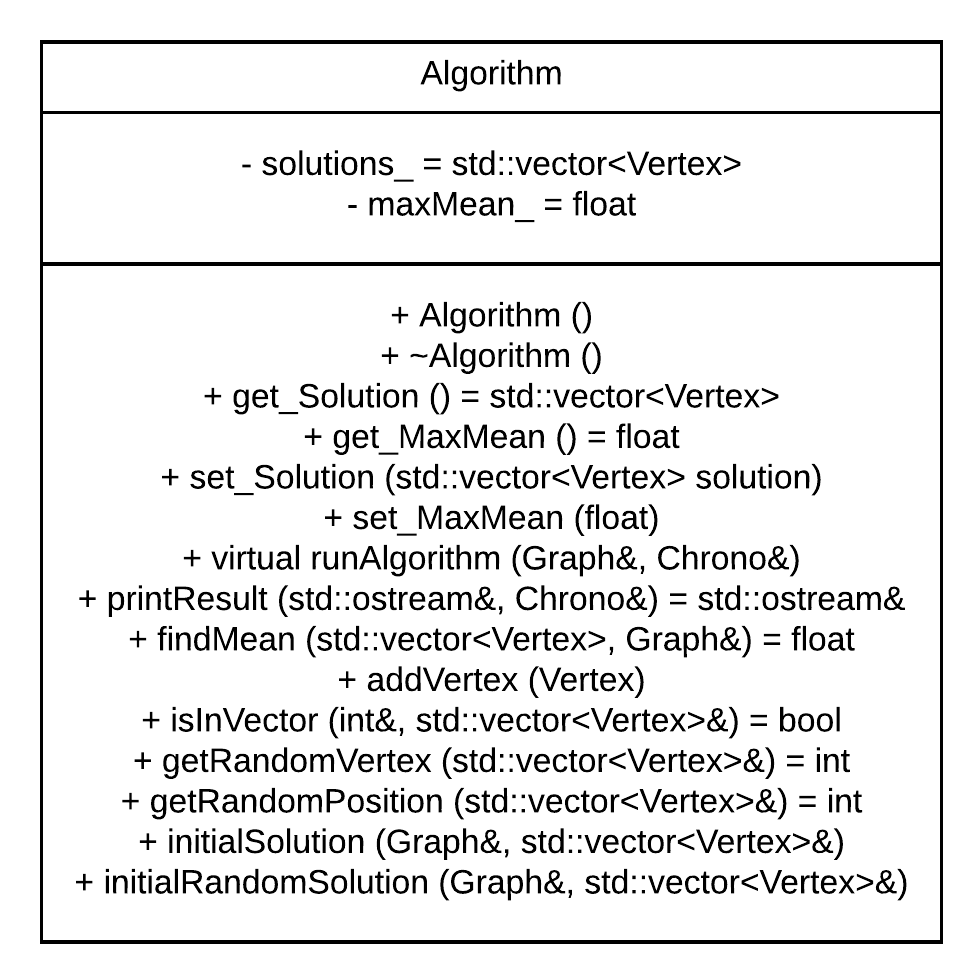 Algorithm
- solutions_ = std::vector<Vertex>
- maxMean_ = float
+ Algorithm ()
+ ~Algorithm ()
+ get_Solution () = std::vector<Vertex>
+ get_MaxMean () = float
+ set_Solution (std::vector<Vertex> solution)
+ set_MaxMean (float)
+ virtual runAlgorithm (Graph&, Chrono&)
+ printResult (std::ostream&, Chrono&) = std::ostream&
+ findMean (std::vector<Vertex>, Graph&) = float
+ addVertex (Vertex)
+ isInVector (int&, std::vector<Vertex>&) = bool
+ getRandomVertex (std::vector<Vertex>&) = int
+ getRandomPosition (std::vector<Vertex>&) = int
+ initialSolution (Graph&, std::vector<Vertex>&)
+ initialRandomSolution (Graph&, std::vector<Vertex>&)